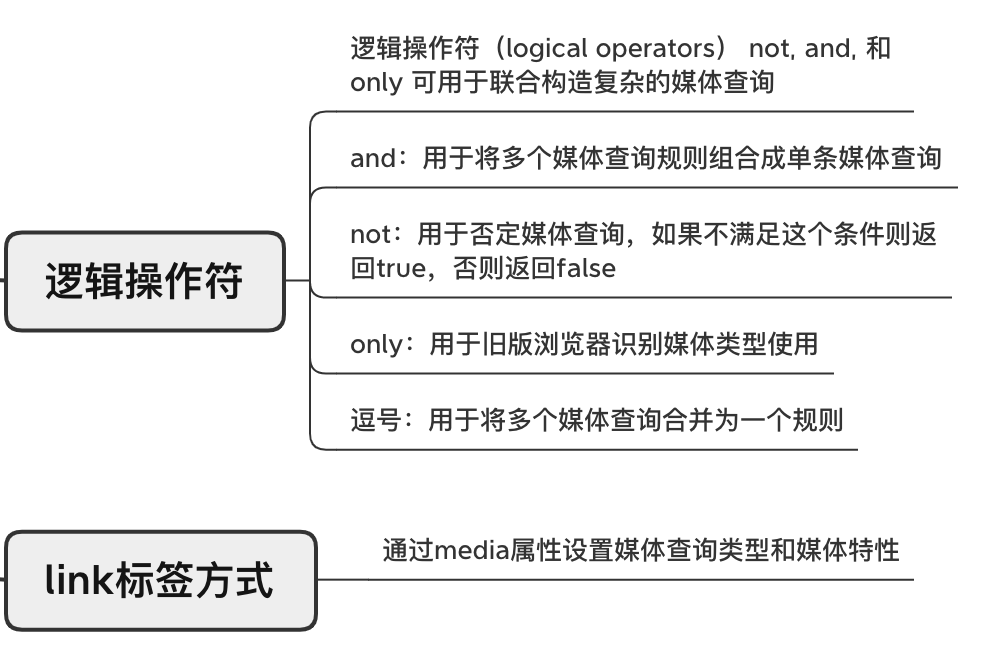 逻辑操作符（logical operators） not, and, 和
only 可用于联合构造复杂的媒体查询
and：用于将多个媒体查询规则组合成单条媒体查询
not：用于否定媒体查询，如果不满足这个条件则返
回true，否则返回false
逻辑操作符
only：用于旧版浏览器识别媒体类型使用
逗号：用于将多个媒体查询合并为一个规则
通过media属性设置媒体查询类型和媒体特性
link标签方式